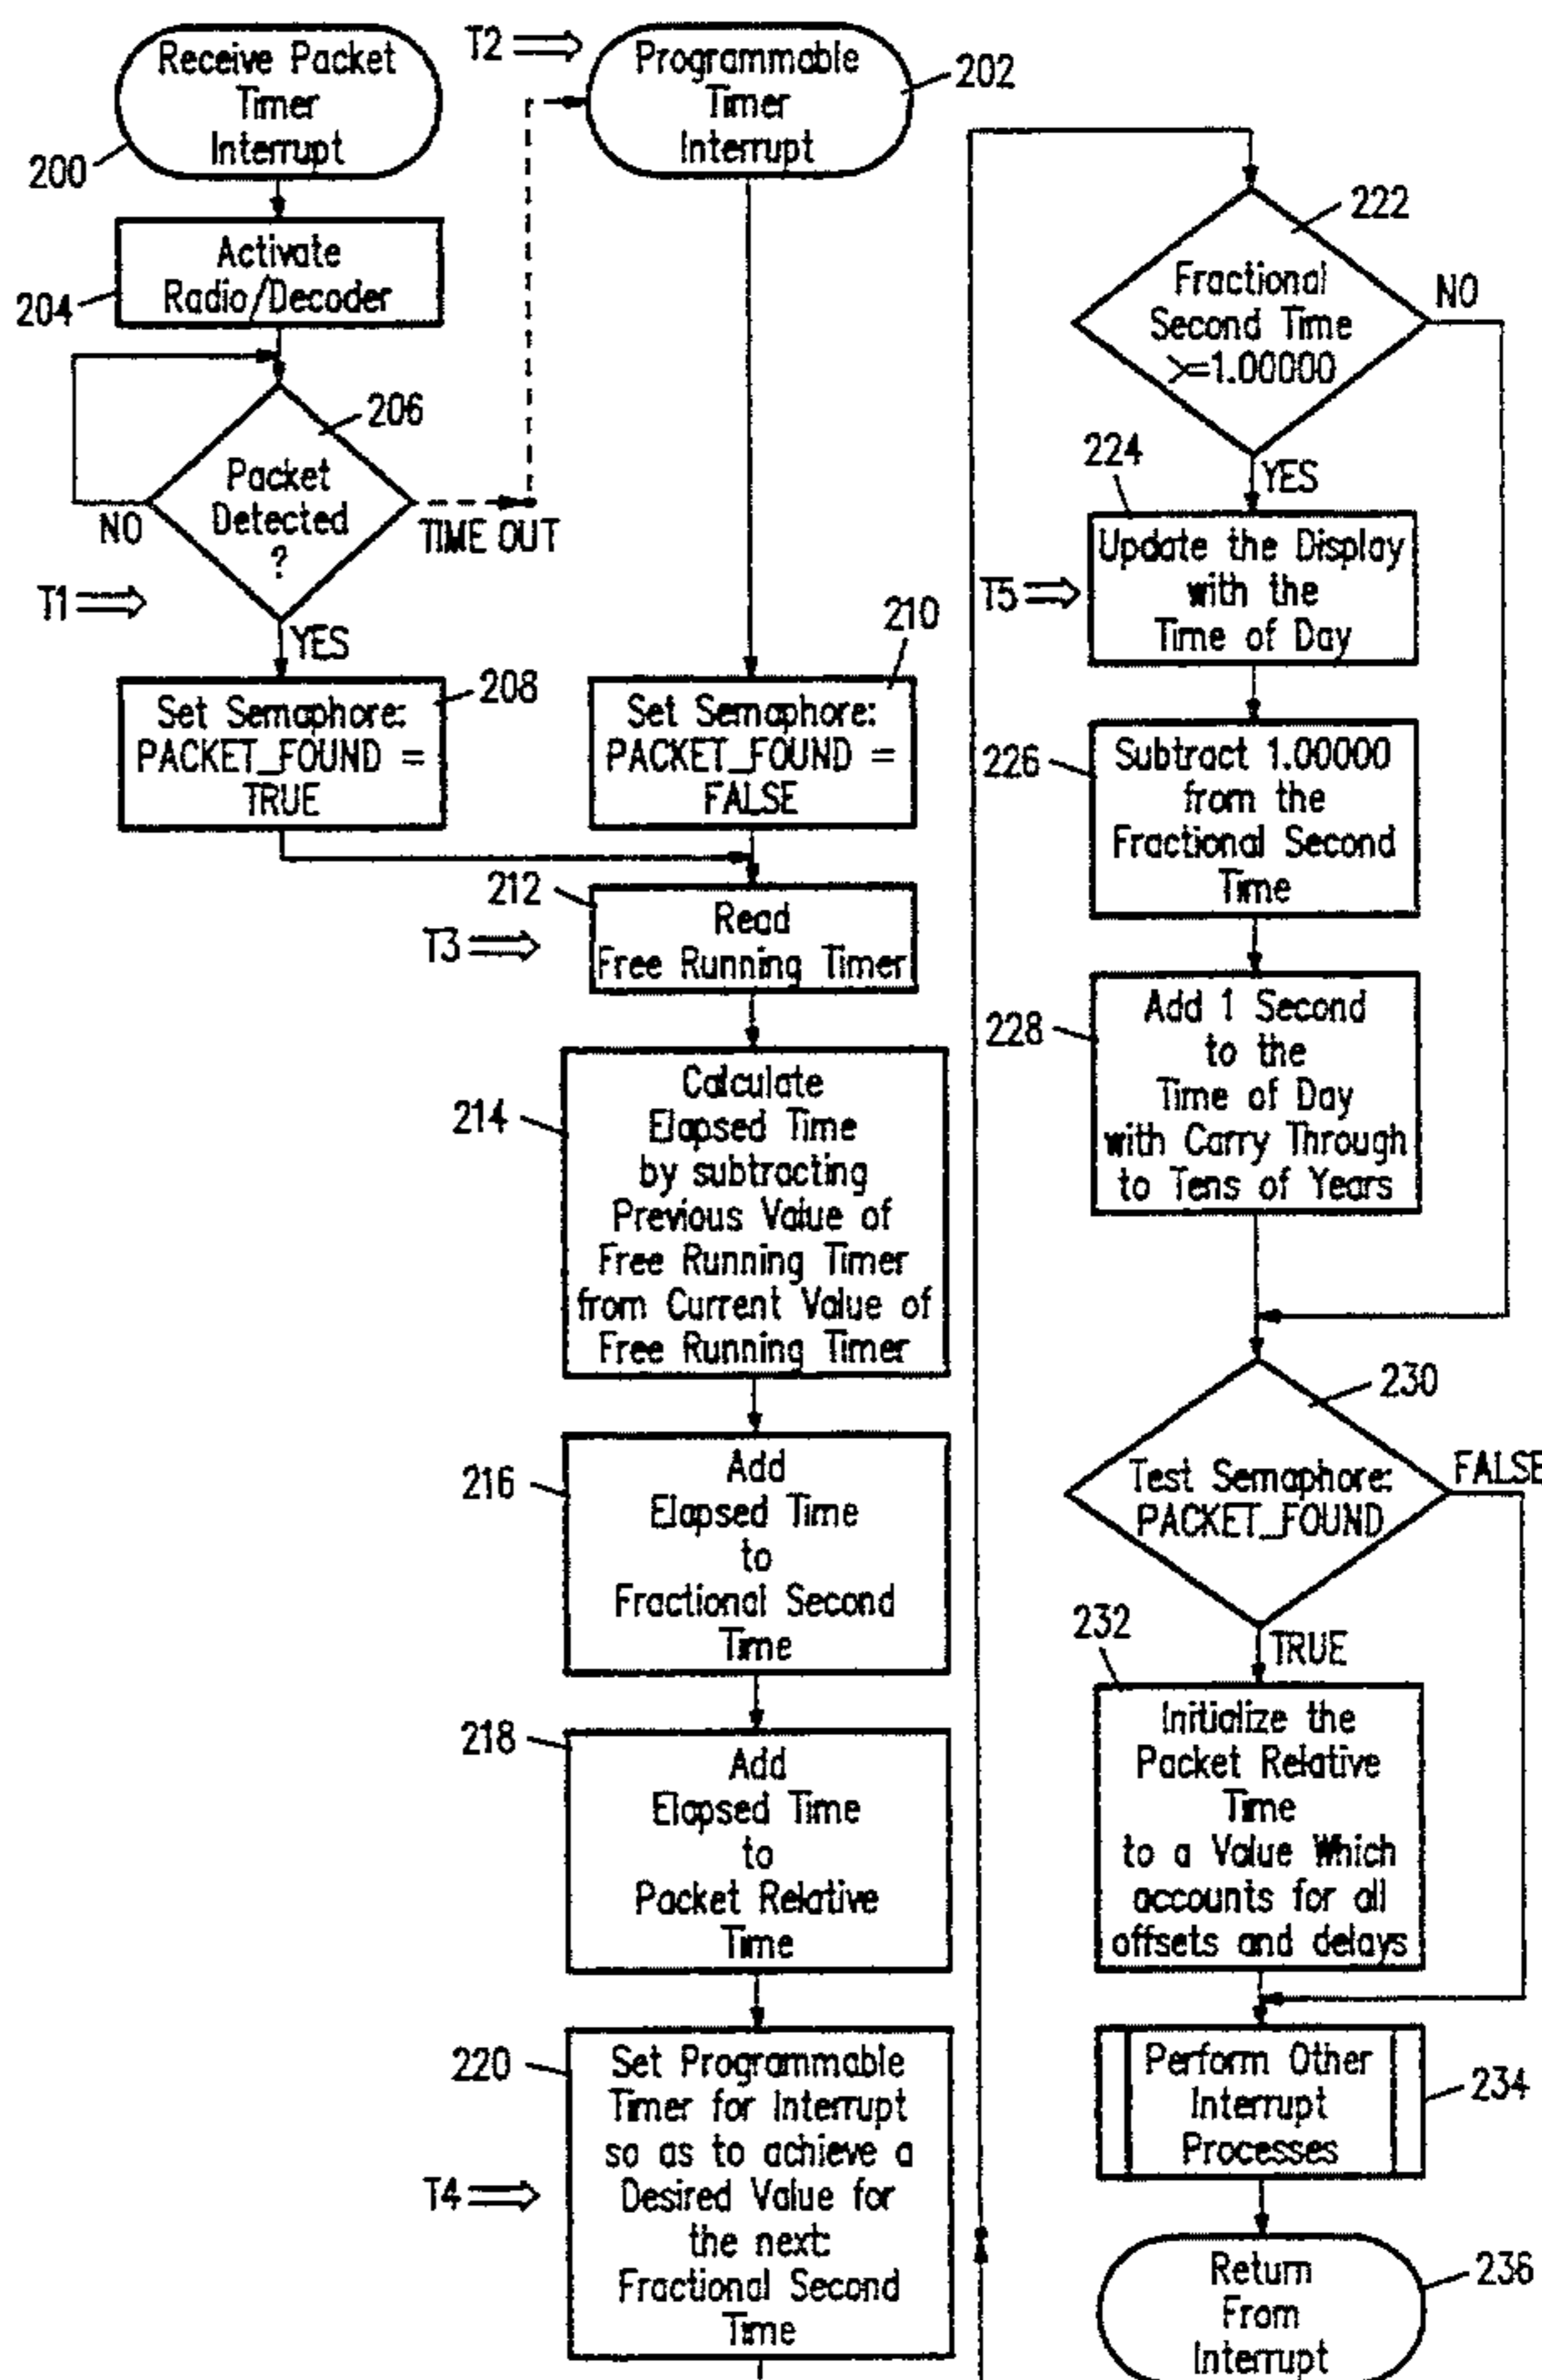 Receive Packet
Timer
Interrupt
200
Activate
Radio/Decoder
204
206
Packet
Detected
?
NO
TIME OUT
T1
YES
Set Semaphore:
PACKET_FOUND =
TRUE
208
T2
Programmable
Timer
Interrupt
202
210
Set Semaphore:
PACKET_FOUND =
FALSE
212
T3
Read
Free Running Timer
214
Calculate
Elapsed Time
by subtracting
Previous Value of
Free Running Timer
from Current Value of
Free Running Timer
216
Add
Elapsed Time
to
Fractional Second
Time
218
Add
Elapsed Time
to
Packet Relative
Time
220
T4
Set Programmable
Timer for Interrupt
so as to achieve a
Desired Value for
the next:
Fractional Second
Time
222
Fractional
Second Time
>=1.00000
NO
224
YES
T5
Update the Display
with the
Time of Day
226
Subtract 1.00000
from the
Fractional Second
Time
228
Add 1 Second
to the
Time of Day
with Carry Through
to Tens of Years
230
Test Semaphore:
PACKET_FOUND
FALSE
232
TRUE
Initialize the
Packet Relative
Time
to a Value Which
accounts for all
offsets and delays
Perform Other
Interrupt
Processes
234
Return
From
Interrupt
236